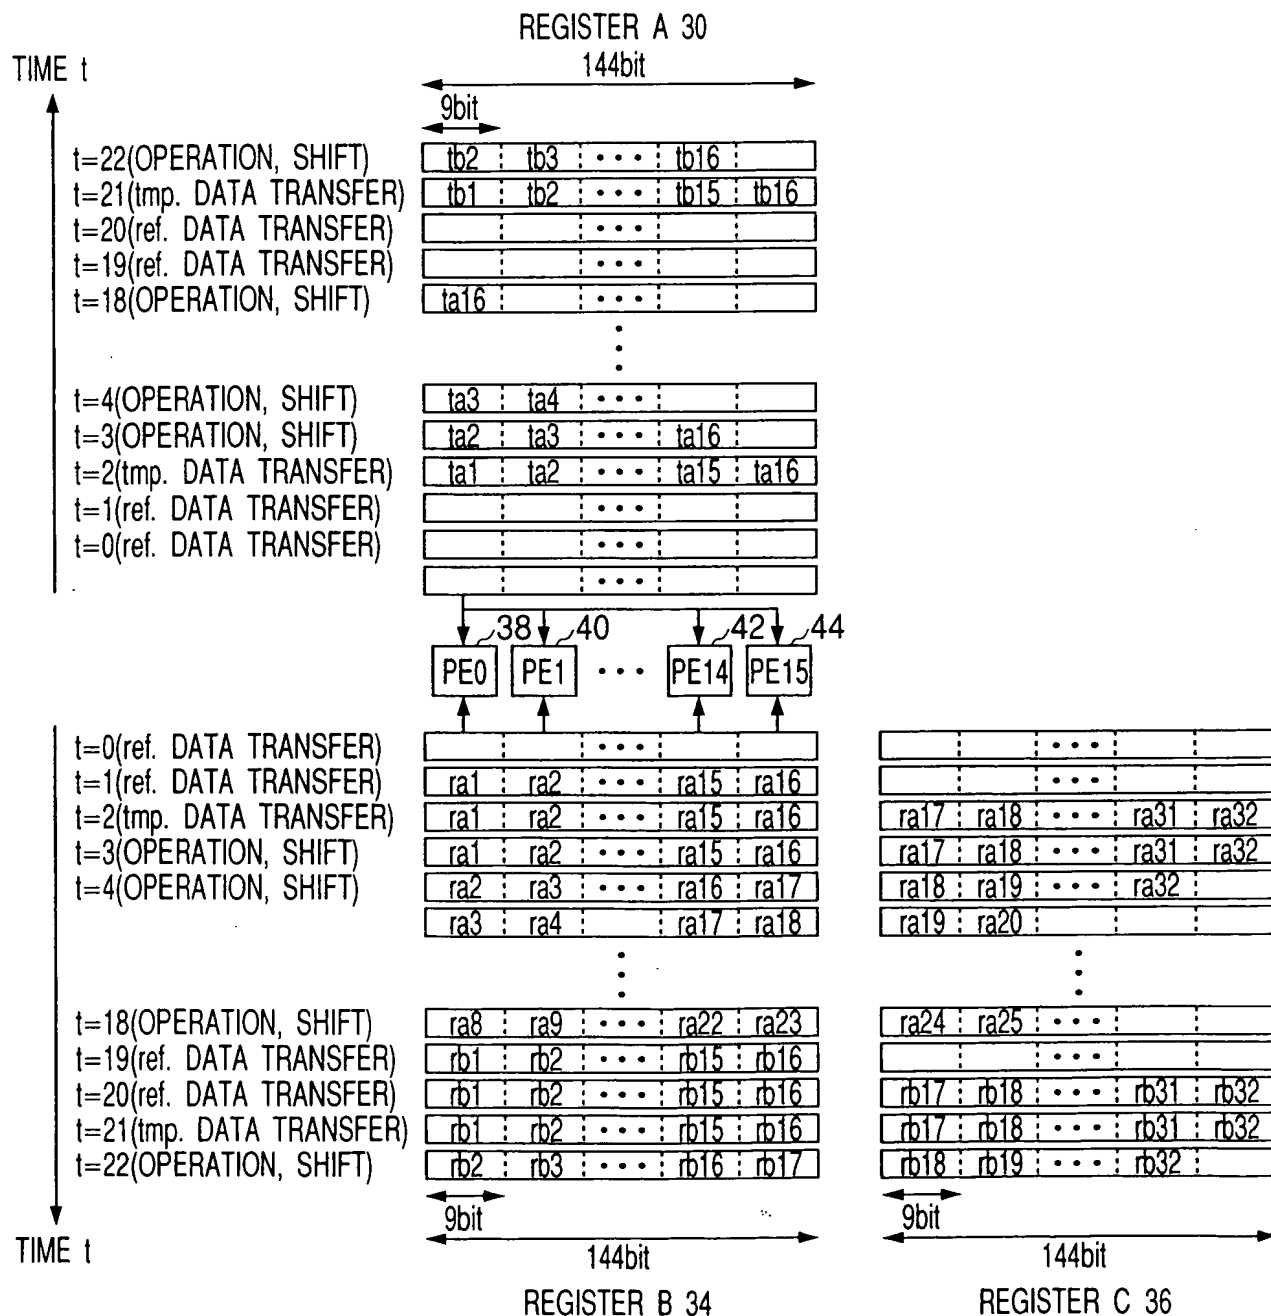 REGISTER A 30
TIME t
144bit
9bit
t=22(OPERATION, SHIFT) tb2 tb3 • • • tb16
t=21(tmp. DATA TRANSFER) tb1 tb2 • • • tb15 tb16
t=20(ref. DATA TRANSFER) • • •
t=19(ref. DATA TRANSFER) • • •
t=18(OPERATION, SHIFT) ta16 • • •
t=4(OPERATION, SHIFT) ta3 ta4 • • •
t=3(OPERATION, SHIFT) ta2 ta3 • • • ta16
t=2(tmp. DATA TRANSFER) ta1 ta2 • • • ta15 ta16
t=1(ref. DATA TRANSFER) • • •
t=0(ref. DATA TRANSFER) • • •
• • •
38 40 42 44
PE0 PE1 • • • PE14 PE15
t=0(ref. DATA TRANSFER) • • • • • •
t=1(ref. DATA TRANSFER) ra1 ra2 • • • ra15 ra16 • • •
t=2(tmp. DATA TRANSFER) ra1 ra2 • • • ra15 ra16 ra17 ra18 • • • ra31 ra32
t=3(OPERATION, SHIFT) ra1 ra2 • • • ra15 ra16 ra17 ra18 • • • ra31 ra32
t=4(OPERATION, SHIFT) ra2 ra3 • • • ra16 ra17 ra18 ra19 • • • ra32
ra3 ra4 ra17 ra18 ra19 ra20
t=18(OPERATION, SHIFT) ra8 ra9 • • • ra22 ra23 ra24 ra25 • • •
t=19(ref. DATA TRANSFER) rb1 rb2 • • • rb15 rb16
t=20(ref. DATA TRANSFER) rb1 rb2 • • • rb15 rb16 rb17 rb18 • • • rb31 rb32
t=21(tmp. DATA TRANSFER) rb1 rb2 • • • rb15 rb16 rb17 rb18 • • • rb31 rb32
t=22(OPERATION, SHIFT) rb2 rb3 • • • rb16 rb17 rb18 rb19 • • • rb32
9bit 9bit
TIME t
144bit 144bit
REGISTER B 34 REGISTER C 36